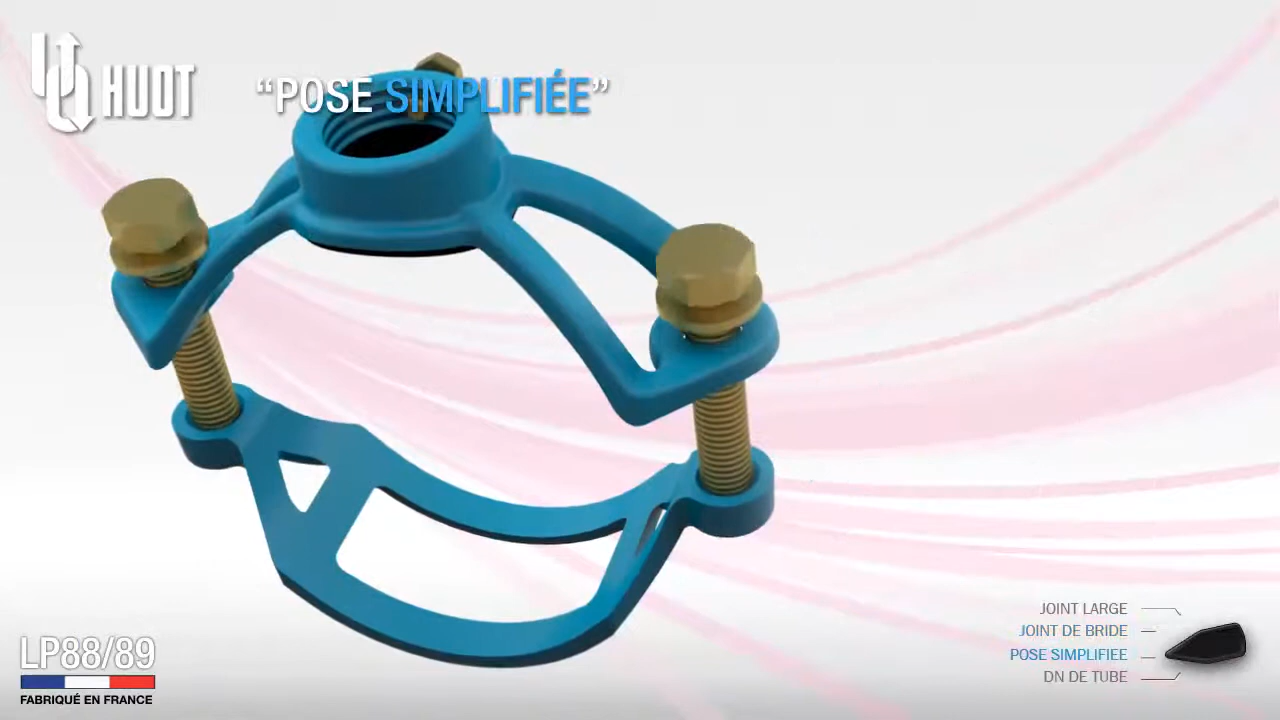 HUOT
“POSE SIMPLIFIÉE”
JOINT LARGE
JOINT DE BRIDE
POSE SIMPLIFIEE
DN DE TUBE
LP88/89
FABRIQUÉ EN FRANCE